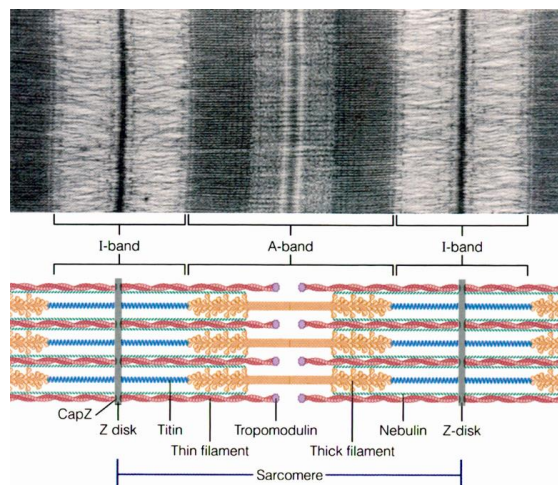 I-band A-band I-band
CapZ
Z disk Titin Tropomodulin Nebulin Z-disk
Thin filament Thick filament
Sarcomere